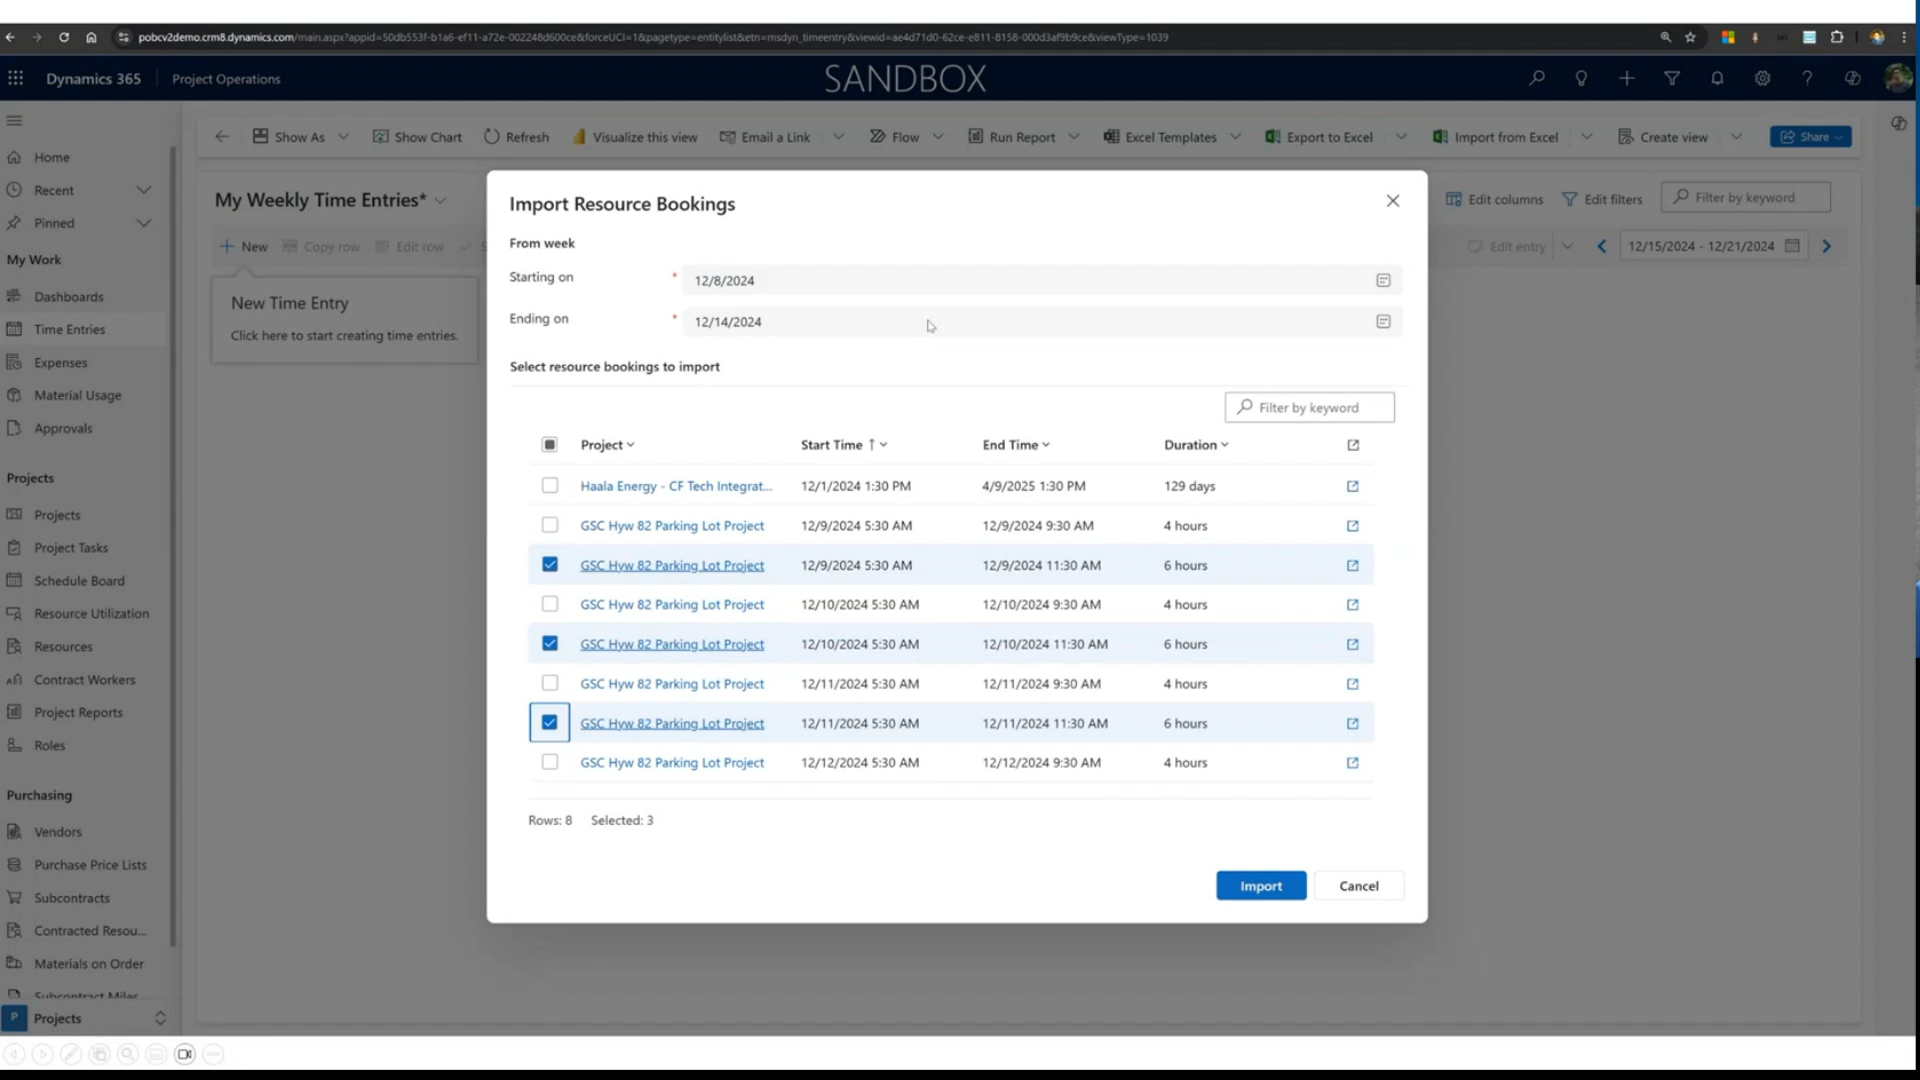 pobcv2demo.crm8.dynamics.com/main.aspx?appid=50db553f-b1a6-ef11-a72e-002248d600ce&forceUCI=1&pagetype=entitylist&etn=msdyn_timeentry&viewid=ae4d71d0-62ce-e811-8158-000d3af9b9ce&viewType=1039
Dynamics 365 Project Operations SANDBOX
Show As Show Chart Refresh Visualize this view Email a Link Flow Run Report Excel Templates Export to Excel Import from Excel Create view Share
Home
Recent
Pinned
My Work
Dashboards
Time Entries
Expenses
Material Usage
Approvals
Projects
Projects
Project Tasks
Schedule Board
Resource Utilization
Resources
Contract Workers
Project Reports
Roles
Purchasing
Vendors
Purchase Price Lists
Subcontracts
Contracted Resou...
Materials on Order
Subcontract Miles
P Projects
My Weekly Time Entries*
Edit columns Edit filters Filter by keyword
New Copy row Edit row S
Edit entry 12/15/2024 - 12/21/2024
New Time Entry
Click here to start creating time entries.
Import Resource Bookings
From week
Starting on * 12/8/2024
Ending on * 12/14/2024
Select resource bookings to import
Filter by keyword
Project Start Time ↑ End Time Duration
Haala Energy - CF Tech Integrat... 12/1/2024 1:30 PM 4/9/2025 1:30 PM 129 days
GSC Hyw 82 Parking Lot Project 12/9/2024 5:30 AM 12/9/2024 9:30 AM 4 hours
GSC Hyw 82 Parking Lot Project 12/9/2024 5:30 AM 12/9/2024 11:30 AM 6 hours
GSC Hyw 82 Parking Lot Project 12/10/2024 5:30 AM 12/10/2024 9:30 AM 4 hours
GSC Hyw 82 Parking Lot Project 12/10/2024 5:30 AM 12/10/2024 11:30 AM 6 hours
GSC Hyw 82 Parking Lot Project 12/11/2024 5:30 AM 12/11/2024 9:30 AM 4 hours
GSC Hyw 82 Parking Lot Project 12/11/2024 5:30 AM 12/11/2024 11:30 AM 6 hours
GSC Hyw 82 Parking Lot Project 12/12/2024 5:30 AM 12/12/2024 9:30 AM 4 hours
Rows: 8 Selected: 3
Import Cancel